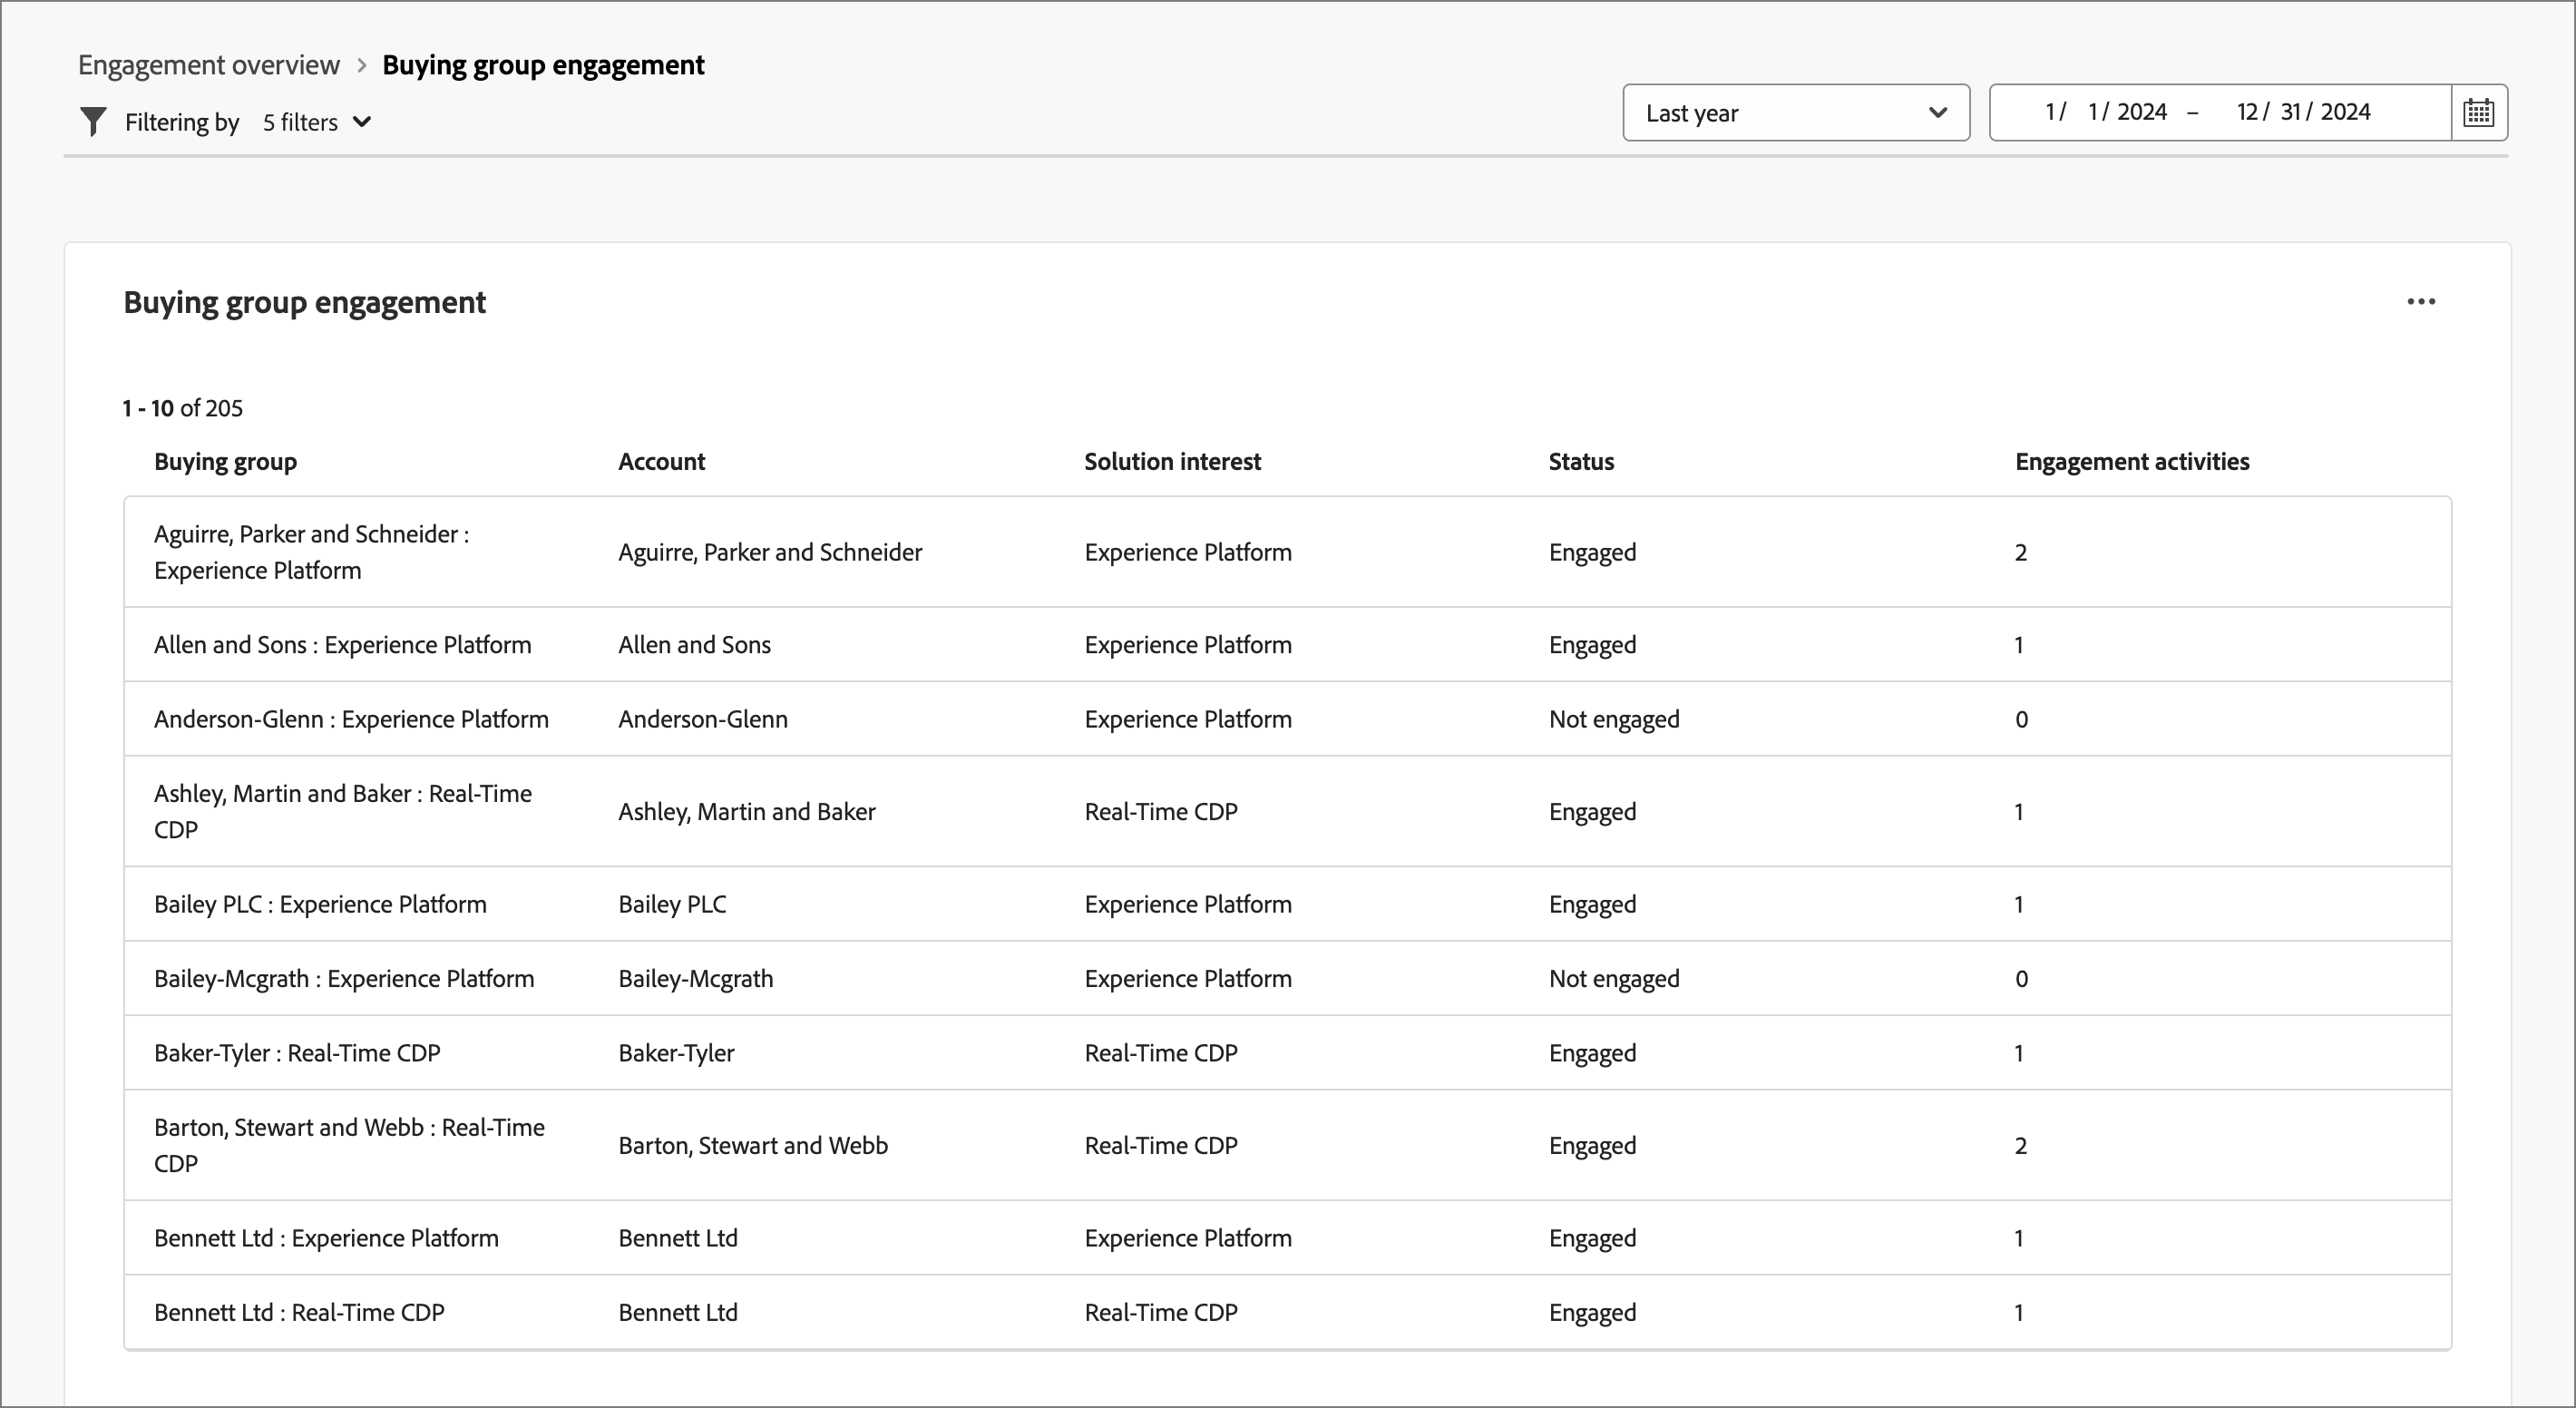 Engagement overview > Buying group engagement
Filtering by 5 filters
Last year 1/ 1/ 2024 – 12/ 31/ 2024
Buying group engagement
1 - 10 of 205
Buying group Account Solution interest Status Engagement activities
Aguirre, Parker and Schneider :
Experience Platform
Aguirre, Parker and Schneider Experience Platform Engaged 2
Allen and Sons : Experience Platform Allen and Sons Experience Platform Engaged 1
Anderson-Glenn : Experience Platform Anderson-Glenn Experience Platform Not engaged 0
Ashley, Martin and Baker : Real-Time
CDP
Ashley, Martin and Baker Real-Time CDP Engaged 1
Bailey PLC : Experience Platform Bailey PLC Experience Platform Engaged 1
Bailey-Mcgrath : Experience Platform Bailey-Mcgrath Experience Platform Not engaged 0
Baker-Tyler : Real-Time CDP Baker-Tyler Real-Time CDP Engaged 1
Barton, Stewart and Webb : Real-Time
CDP
Barton, Stewart and Webb Real-Time CDP Engaged 2
Bennett Ltd : Experience Platform Bennett Ltd Experience Platform Engaged 1
Bennett Ltd : Real-Time CDP Bennett Ltd Real-Time CDP Engaged 1